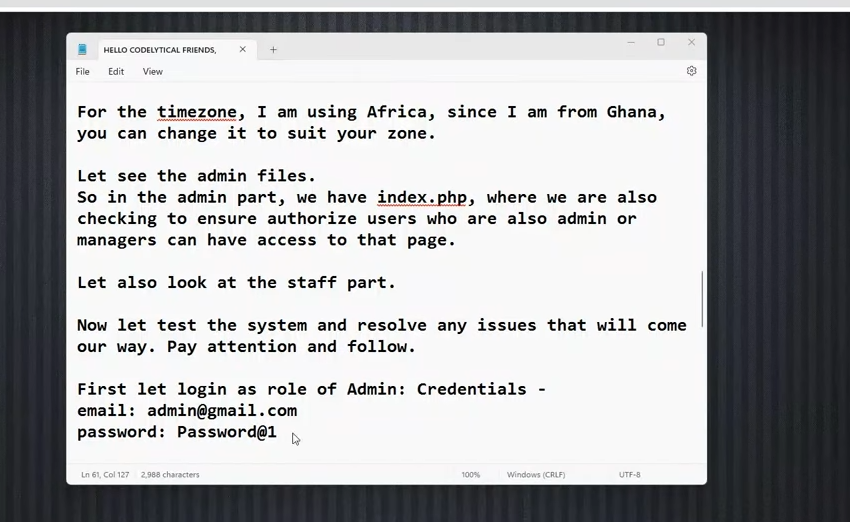 HELLO CODELYTICAL FRIENDS,
File Edit View
For the timezone, I am using Africa, since I am from Ghana,
you can change it to suit your zone.
Let see the admin files.
So in the admin part, we have index.php, where we are also
checking to ensure authorize users who are also admin or
managers can have access to that page.
Let also look at the staff part.
Now let test the system and resolve any issues that will come
our way. Pay attention and follow.
First let login as role of Admin: Credentials -
email: admin@gmail.com
password: Password@1
Ln 61, Col 127 2,988 characters 100% Windows (CRLF) UTF-8